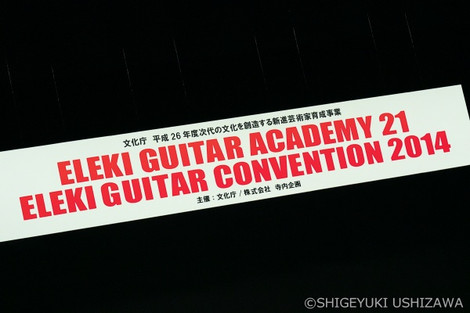 文化庁 平成26年度次代の文化を創造する新進芸術家育成事業
ELEKI GUITAR ACADEMY 21
ELEKI GUITAR CONVENTION 2014
主催：文化庁/株式会社 寺内企画
©SHIGEYUKI USHIZAWA